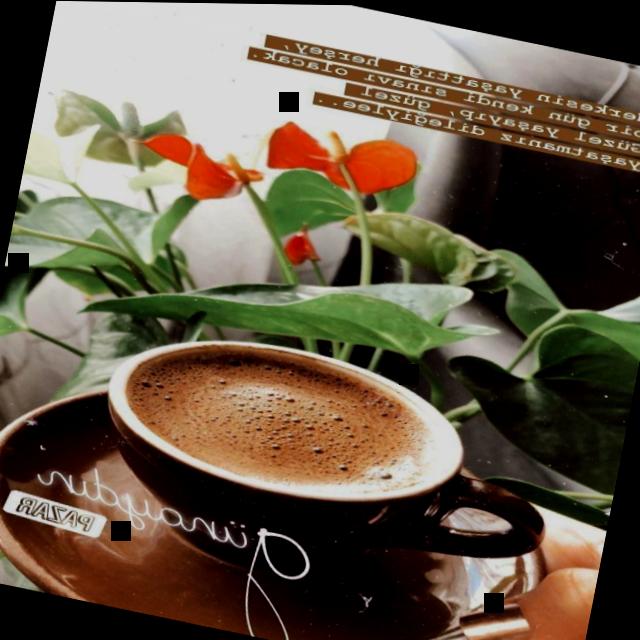 Herkesin yaşattığı herşey,
bir gün kendi sınavı olacak..
Güzel yaşayıp, güzel
yaşatmanız dileğiyle...
günaydın
PAZAR